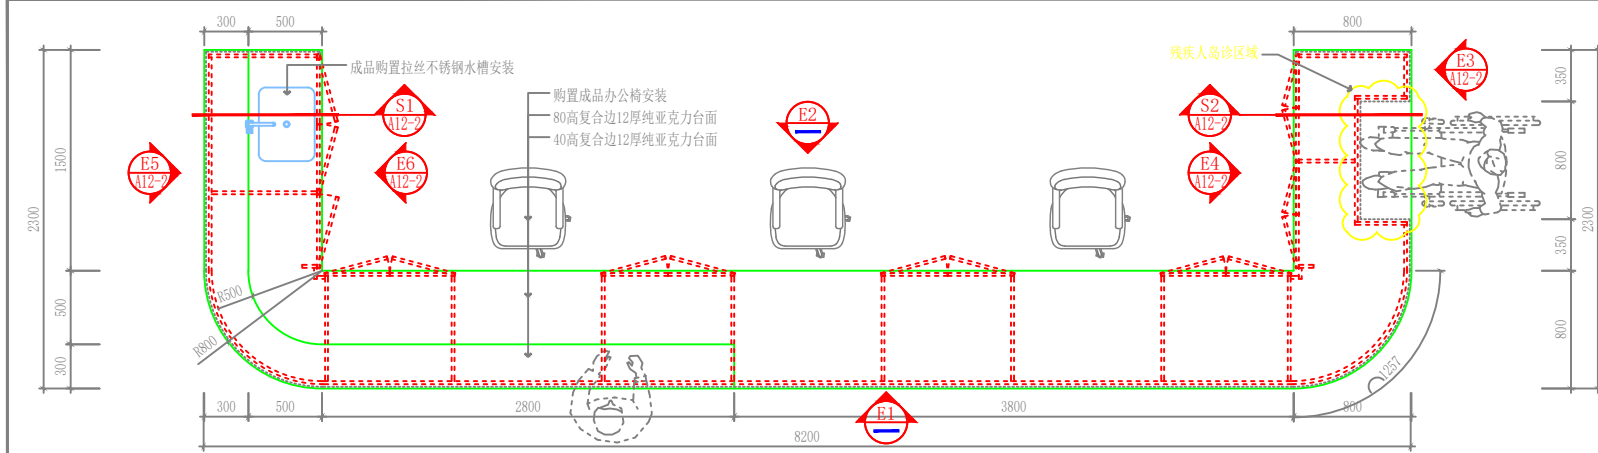 300
500
800
成品购置拉丝不锈钢水槽安装
残疾人岛诊区域
购置成品办公椅安装
80高复合边12厚纯亚克力台面
40高复合边12厚纯亚克力台面
S1
A12-2
E2
S2
A12-2
E3
A12-2
E5
A12-2
E6
A12-2
E4
A12-2
2300
1500
500
300
350
800
350
800
2300
R500
R800
1257
300
500
2800
3800
800
E1
8200